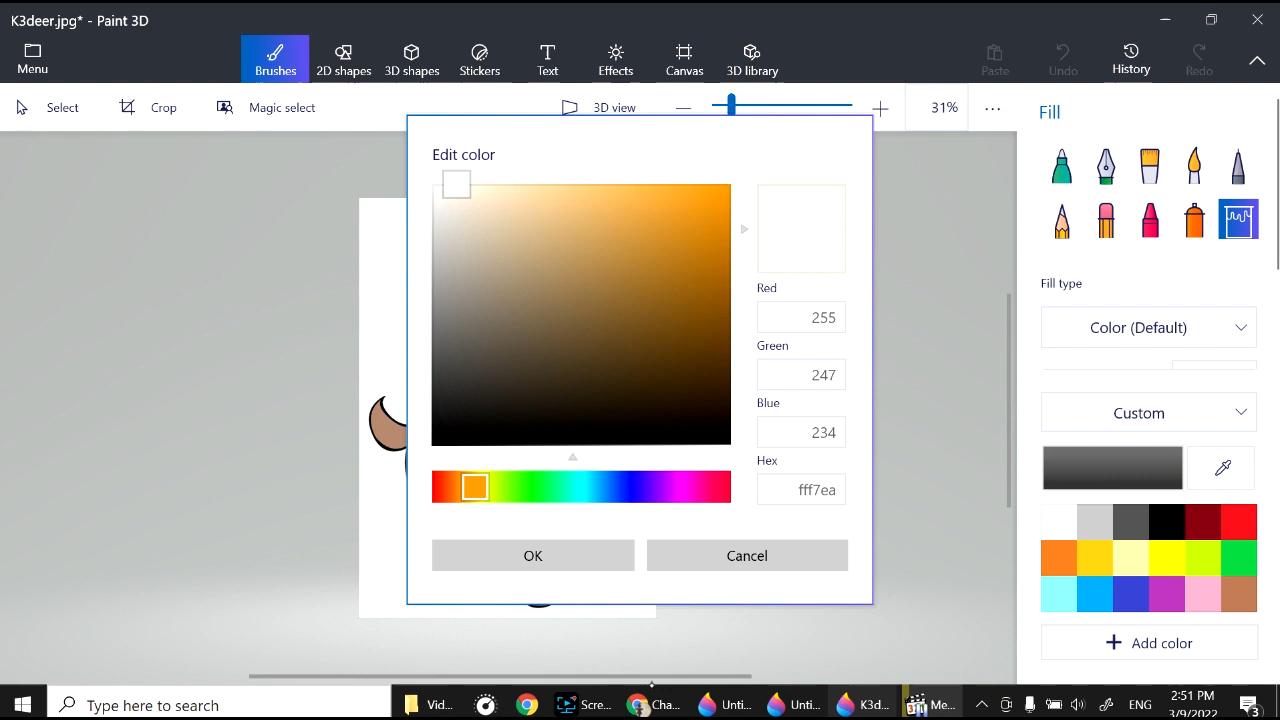 K3deer.jpg* - Paint 3D
Menu
Brushes
2D shapes
3D shapes
Stickers
Text
Effects
Canvas
3D library
Paste
Undo
History
Redo
Select
Crop
Magic select
3D view
31%
Fill
Edit color
Red
255
Green
247
Blue
234
Hex
fff7ea
OK
Cancel
Fill type
Color (Default)
Custom
Add color
Type here to search
Vid...
Scre...
Cha...
Unti...
Unti...
K3d...
Me...
2:51 PM
3/9/2022
3